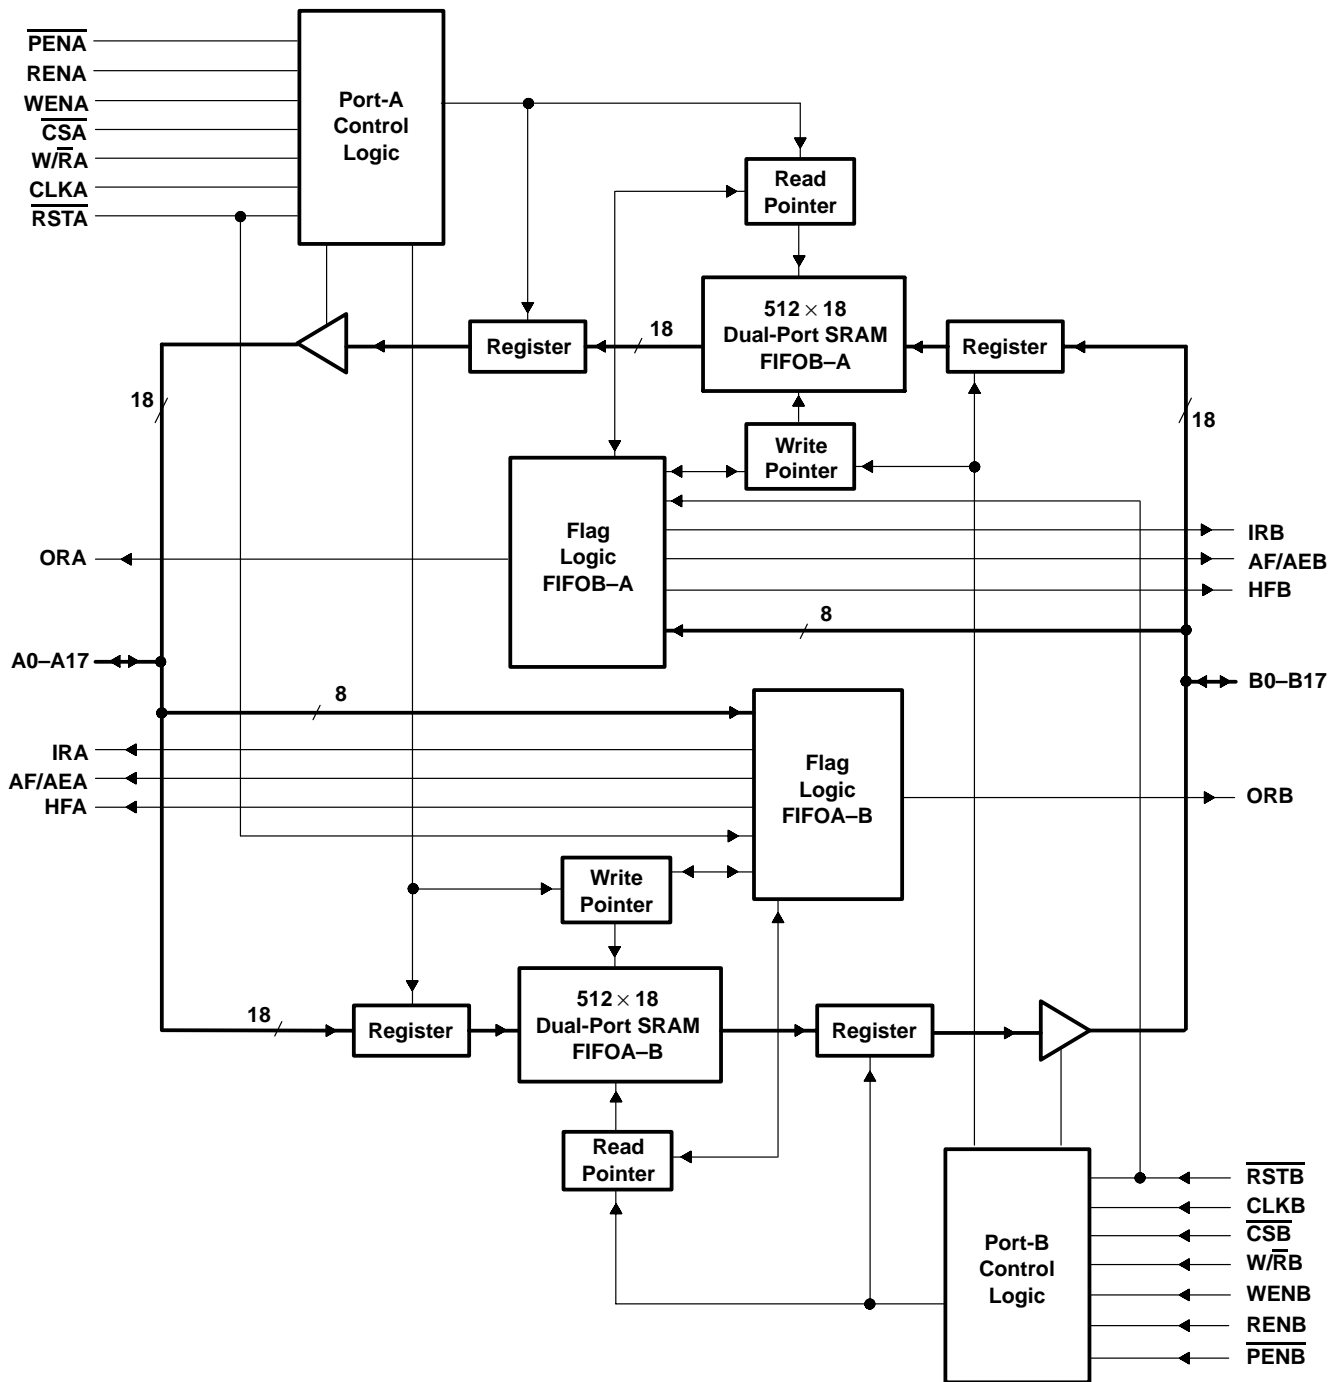 PENA
RENA
WENA
CSA
W/RA
CLKA
RSTA
Port-A
Control
Logic
Read
Pointer
512 × 18
Dual-Port SRAM
FIFOB–A
Register
18
Register
18
18
Write
Pointer
Flag
Logic
FIFOB–A
ORA
IRB
AF/AEB
HFB
8
A0–A17
B0–B17
8
IRA
AF/AEA
HFA
Flag
Logic
FIFOA–B
ORB
Write
Pointer
18
Register
512 × 18
Dual-Port SRAM
FIFOA–B
Register
Read
Pointer
Port-B
Control
Logic
RSTB
CLKB
CSB
W/RB
WENB
RENB
PENB